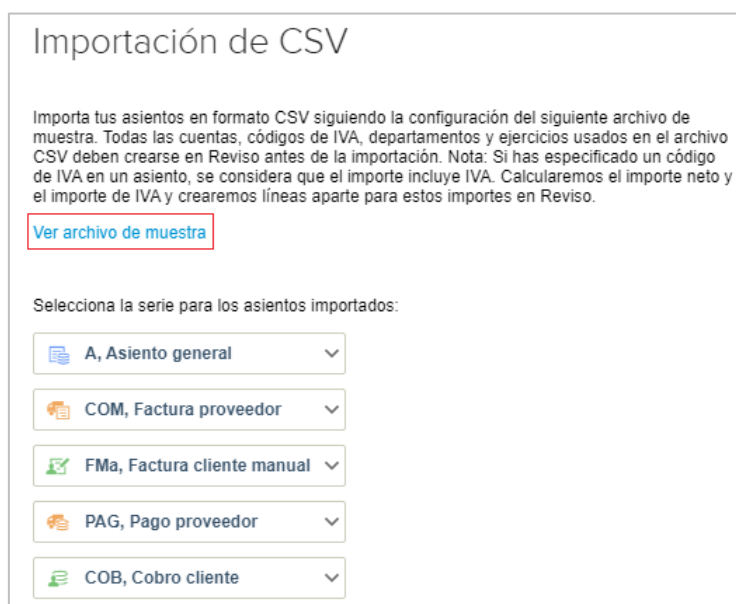 Importación de CSV
Importa tus asientos en formato CSV siguiendo la configuración del siguiente archivo de
muestra. Todas las cuentas, códigos de IVA, departamentos y ejercicios usados en el archivo
CSV deben crearse en Reviso antes de la importación. Nota: Si has especificado un código
de IVA en un asiento, se considera que el importe incluye IVA. Calcularemos el importe neto y
el importe de IVA y crearemos líneas aparte para estos importes en Reviso.
Ver archivo de muestra
Selecciona la serie para los asientos importados:
A, Asiento general
COM, Factura proveedor
FMa, Factura cliente manual
PAG, Pago proveedor
COB, Cobro cliente